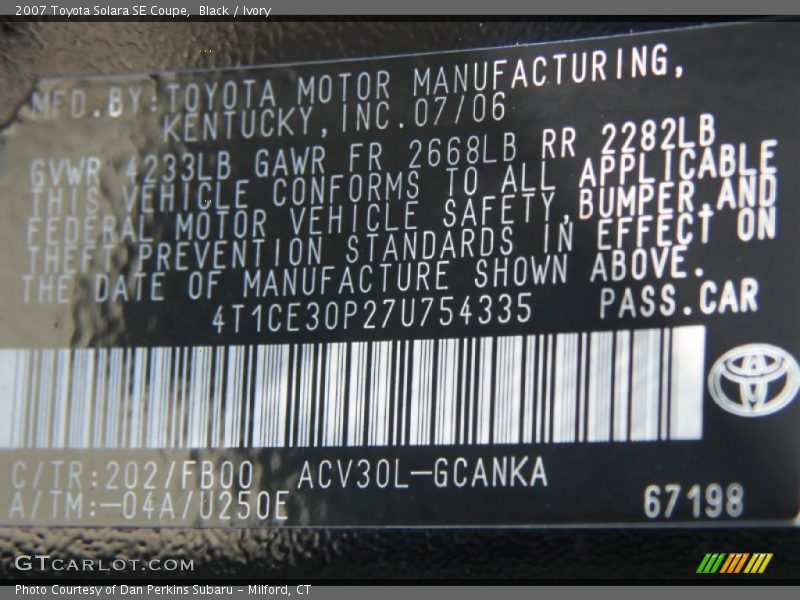 2007 Toyota Solara SE Coupe, Black / Ivory
MFD.BY:TOYOTA MOTOR MANUFACTURING,
KENTUCKY,INC.07/06
GVWR 4233LB GAWR FR 2668LB RR 2282LB
THIS VEHICLE CONFORMS TO ALL APPLICABLE
FEDERAL MOTOR VEHICLE SAFETY,BUMPER,AND
THEFT PREVENTION STANDARDS IN EFFECT ON
THE DATE OF MANUFACTURE SHOWN ABOVE.
4T1CE30P27U754335 PASS.CAR
C/TR:202/FB00 ACV30L-GCANKA
A/TM:-04A/U250E 67198
GTCARLOT.COM
Photo Courtesy of Dan Perkins Subaru - Milford, CT